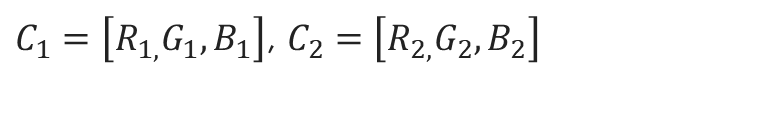 C₁ = [R₁,G₁, B₁], C₂ = [R₂,G₂, B₂]